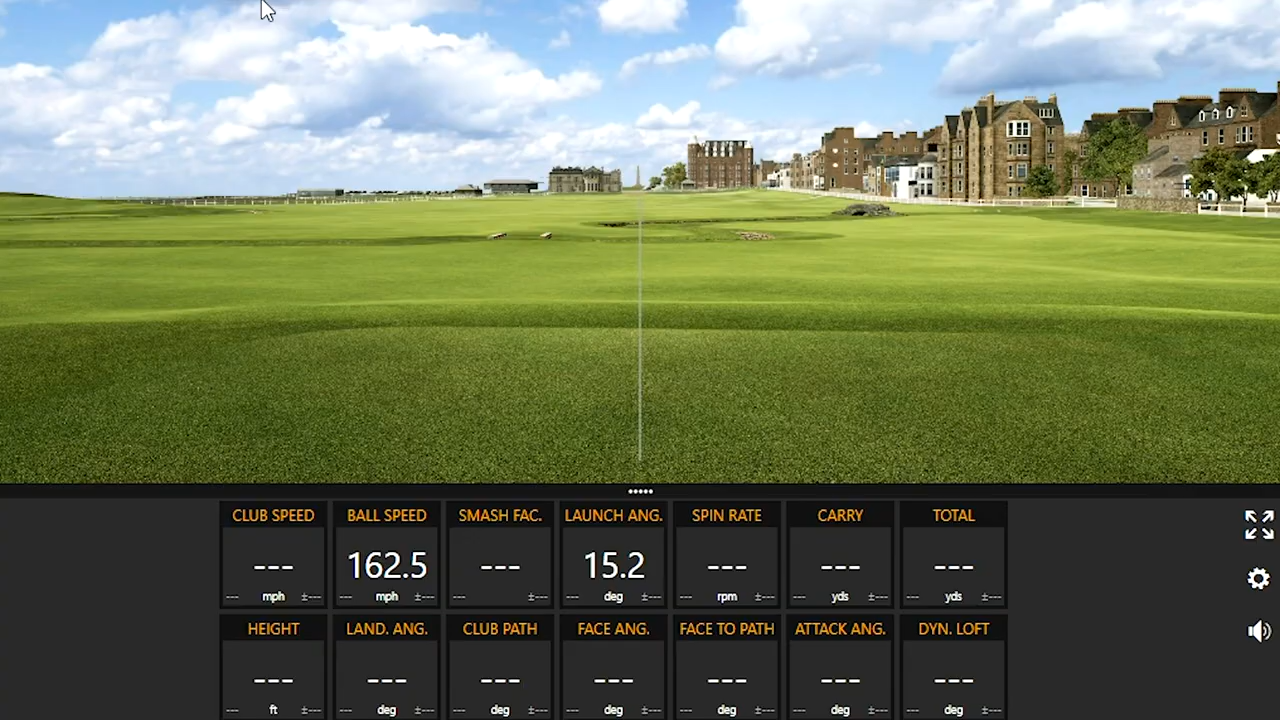 CLUB SPEED BALL SPEED SMASH FAC. LAUNCH ANG. SPIN RATE CARRY TOTAL
--- 162.5 --- 15.2 --- --- ---
--- mph ±--- --- mph ±--- --- ±--- --- deg ±--- --- rpm ±--- --- yds ±--- --- yds ±---
HEIGHT LAND. ANG. CLUB PATH FACE ANG. FACE TO PATH ATTACK ANG. DYN. LOFT
--- --- --- --- --- --- ---
--- ft ±--- --- deg ±--- --- deg ±--- --- deg ±--- --- deg ±--- --- deg ±--- --- deg ±---